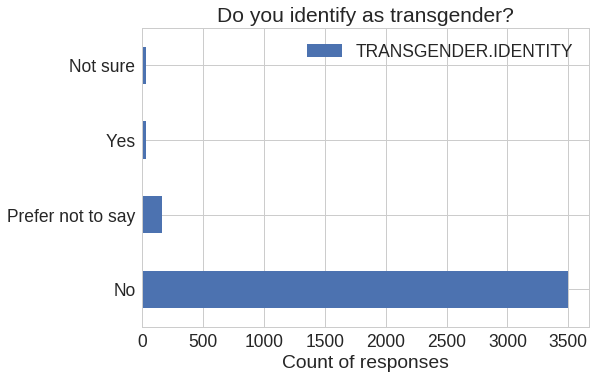 Do you identify as transgender?
TRANSGENDER.IDENTITY
Not sure
Yes
Prefer not to say
No
0 500 1000 1500 2000 2500 3000 3500
Count of responses